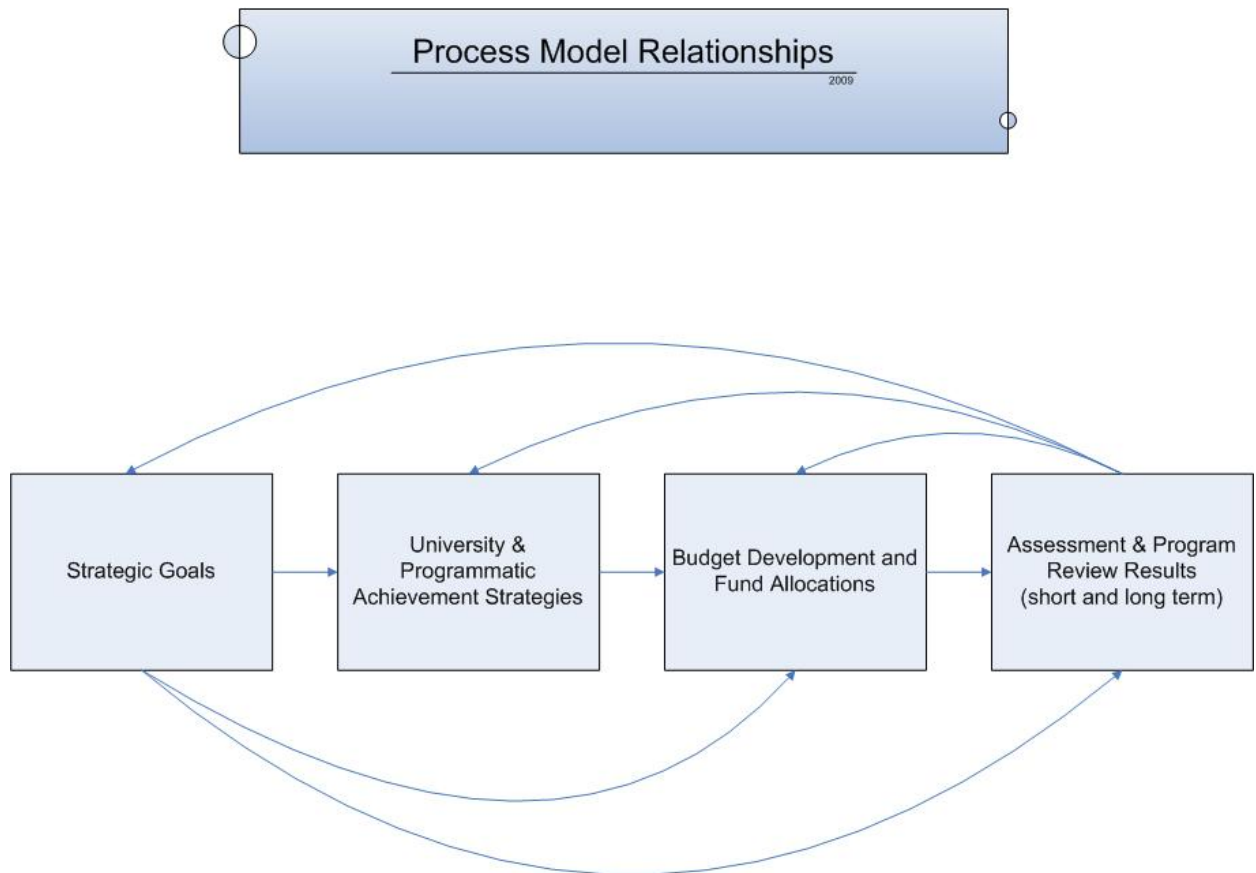 Process Model Relationships
2009
Strategic Goals
University &
Programmatic
Achievement Strategies
Budget Development and
Fund Allocations
Assessment & Program
Review Results
(short and long term)